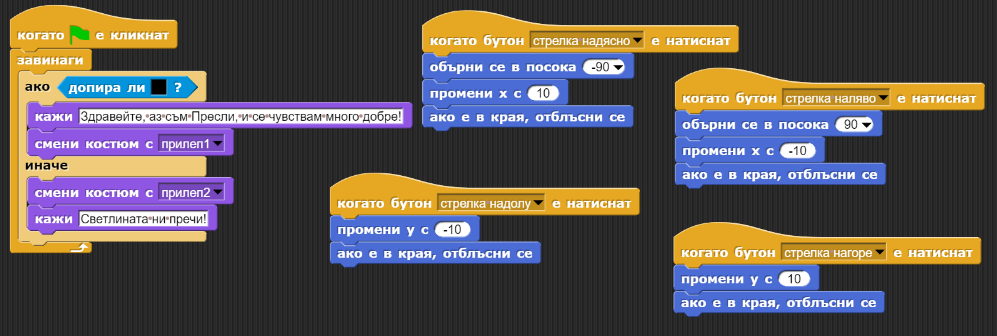 когато е кликнат
завинаги
ако допира ли ?
кажи Здравейте, аз съм Пресли, и се чувствам много добре!
смени костюм с прилеп1
иначе
смени костюм с прилеп2
кажи Светлината ни пречи!
когато бутон стрелка надясно е натиснат
обърни се в посока -90
промени x с 10
ако е в края, отблъсни се
когато бутон стрелка наляво е натиснат
обърни се в посока 90
промени x с -10
ако е в края, отблъсни се
когато бутон стрелка надолу е натиснат
промени y с -10
ако е в края, отблъсни се
когато бутон стрелка нагоре е натиснат
промени y с 10
ако е в края, отблъсни се